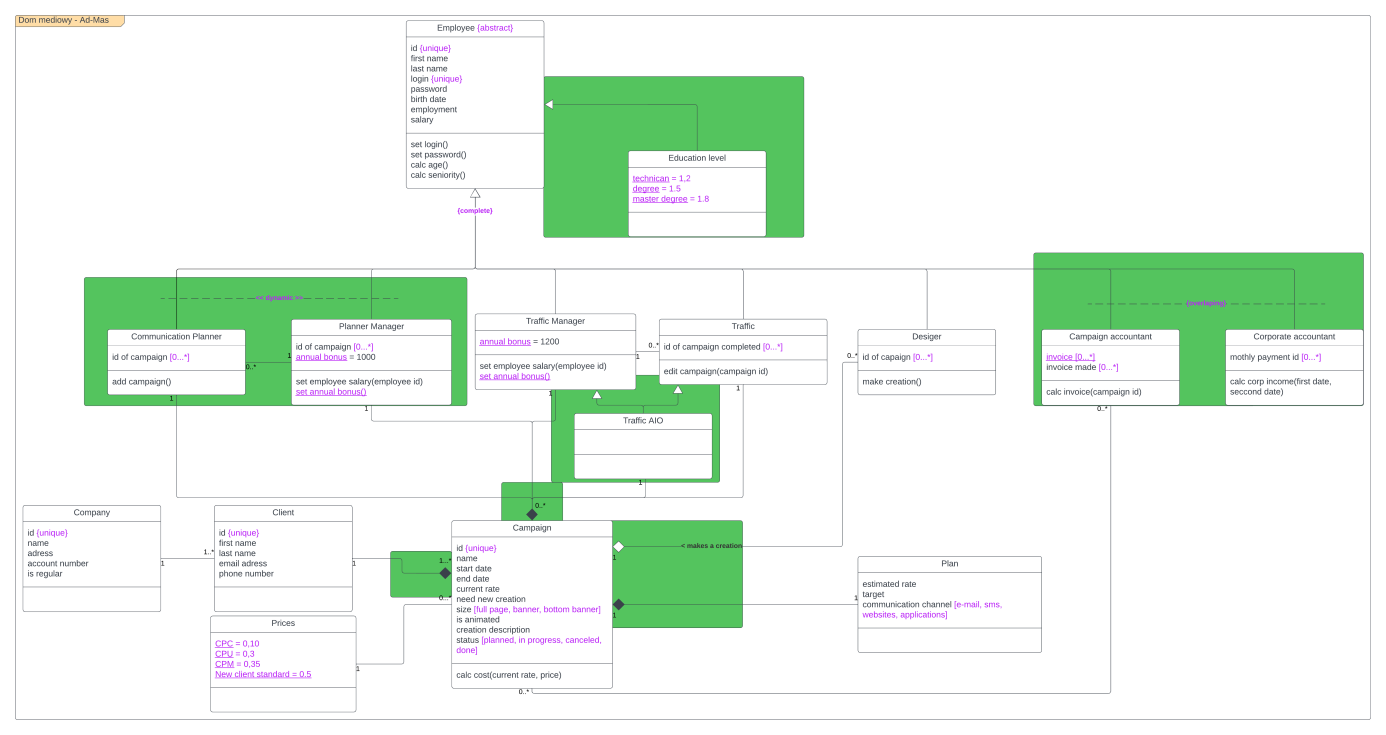 Dom mediowy - Ad-Mas
Employee {abstract}
id {unique}
first name
last name
login {unique}
password
birth date
employment
salary
set login()
set password()
calc age()
calc seniority()
Education level
technican = 1,2
degree = 1.5
master degree = 1.8
{complete}
<< dynamic >>
{overlaping}
Communication Planner
id of campaign [0...*]
add campaign()
1
0..*
1
Planner Manager
id of campaign [0...*]
annual bonus = 1000
set employee salary(employee id)
set annual bonus()
1
Traffic Manager
annual bonus = 1200
set employee salary(employee id)
set annual bonus()
1
1
0..*
Traffic
id of campaign completed [0...*]
edit campaign(campaign id)
1
Desiger
id of capaign [0...*]
make creation()
0..*
Campaign accountant
invoice [0...*]
invoice made [0...*]
calc invoice(campaign id)
0..*
Corporate accountant
mothly payment id [0...*]
calc corp income(first date,
seccond date)
Traffic AIO
1
0..*
Company
id {unique}
name
adress
account number
is regular
1
1..*
Client
id {unique}
first name
last name
email adress
phone number
1
1...*
0...*
Campaign
id {unique}
name
start date
end date
current rate
need new creation
size [full page, banner, bottom banner]
is animated
creation description
status [planned, in progress, canceled,
done]
calc cost(current rate, price)
0..*
1
< makes a creation
1
1
Plan
estimated rate
target
communication channel [e-mail, sms,
websites, applications]
Prices
CPC = 0,10
CPU = 0,3
CPM = 0,35
New client standard = 0.5
1